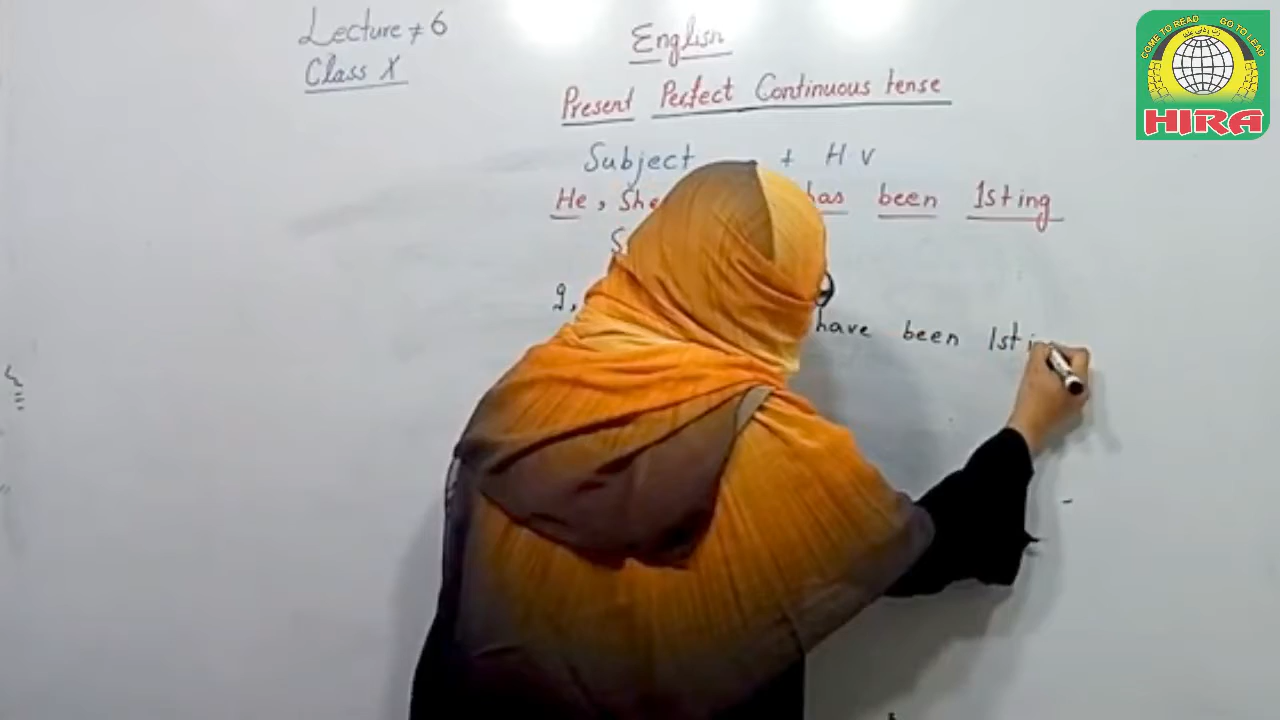 Lecture # 6
Class X
English
Present Perfect Continuous tense
Subject + H v
He, She has been 1st ing
have been 1st
COME TO READ GO TO LEAD
HIRA